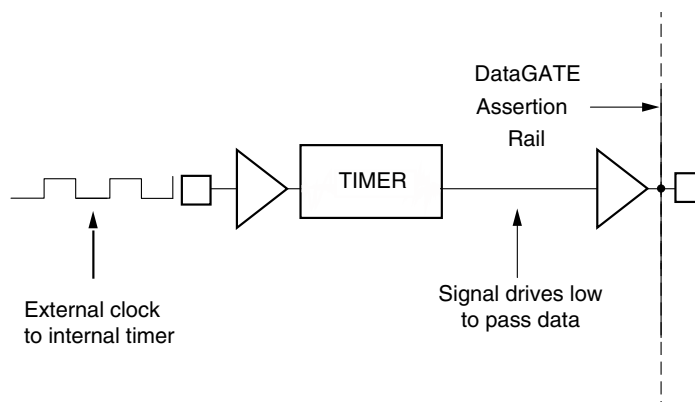 DataGATE
Assertion
Rail
TIMER
External clock
to internal timer
Signal drives low
to pass data